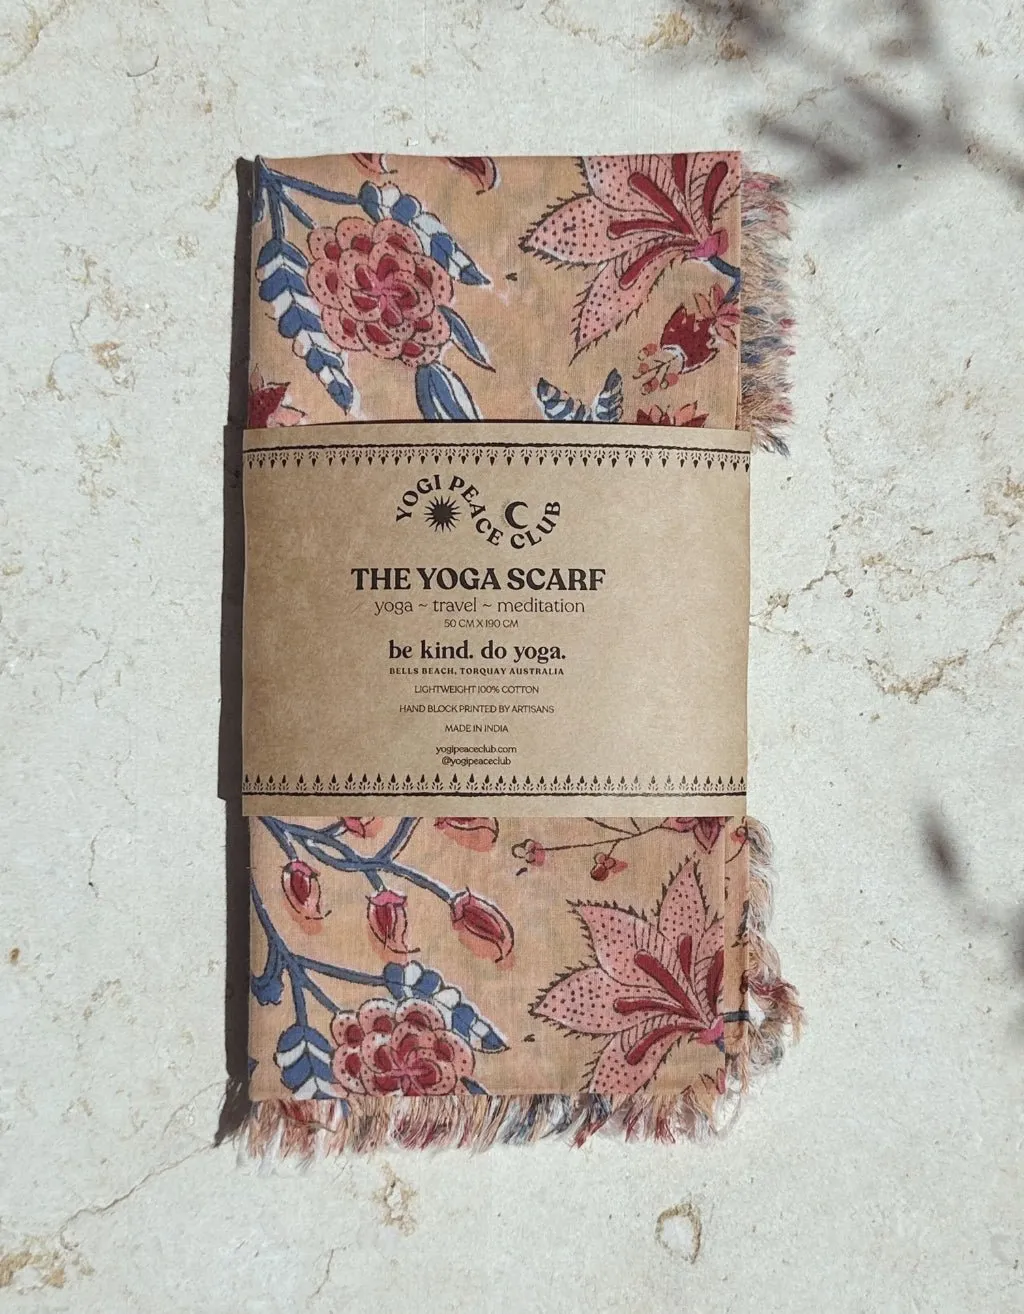 YOGI PEACE CLUB
THE YOGA SCARF
yoga ~ travel ~ meditation
50 CM X 190 CM
be kind. do yoga.
BELLS BEACH, TORQUAY AUSTRALIA
LIGHTWEIGHT 100% COTTON
HAND BLOCK PRINTED BY ARTISANS
MADE IN INDIA
yogipeaceclub.com
@yogipeaceclub